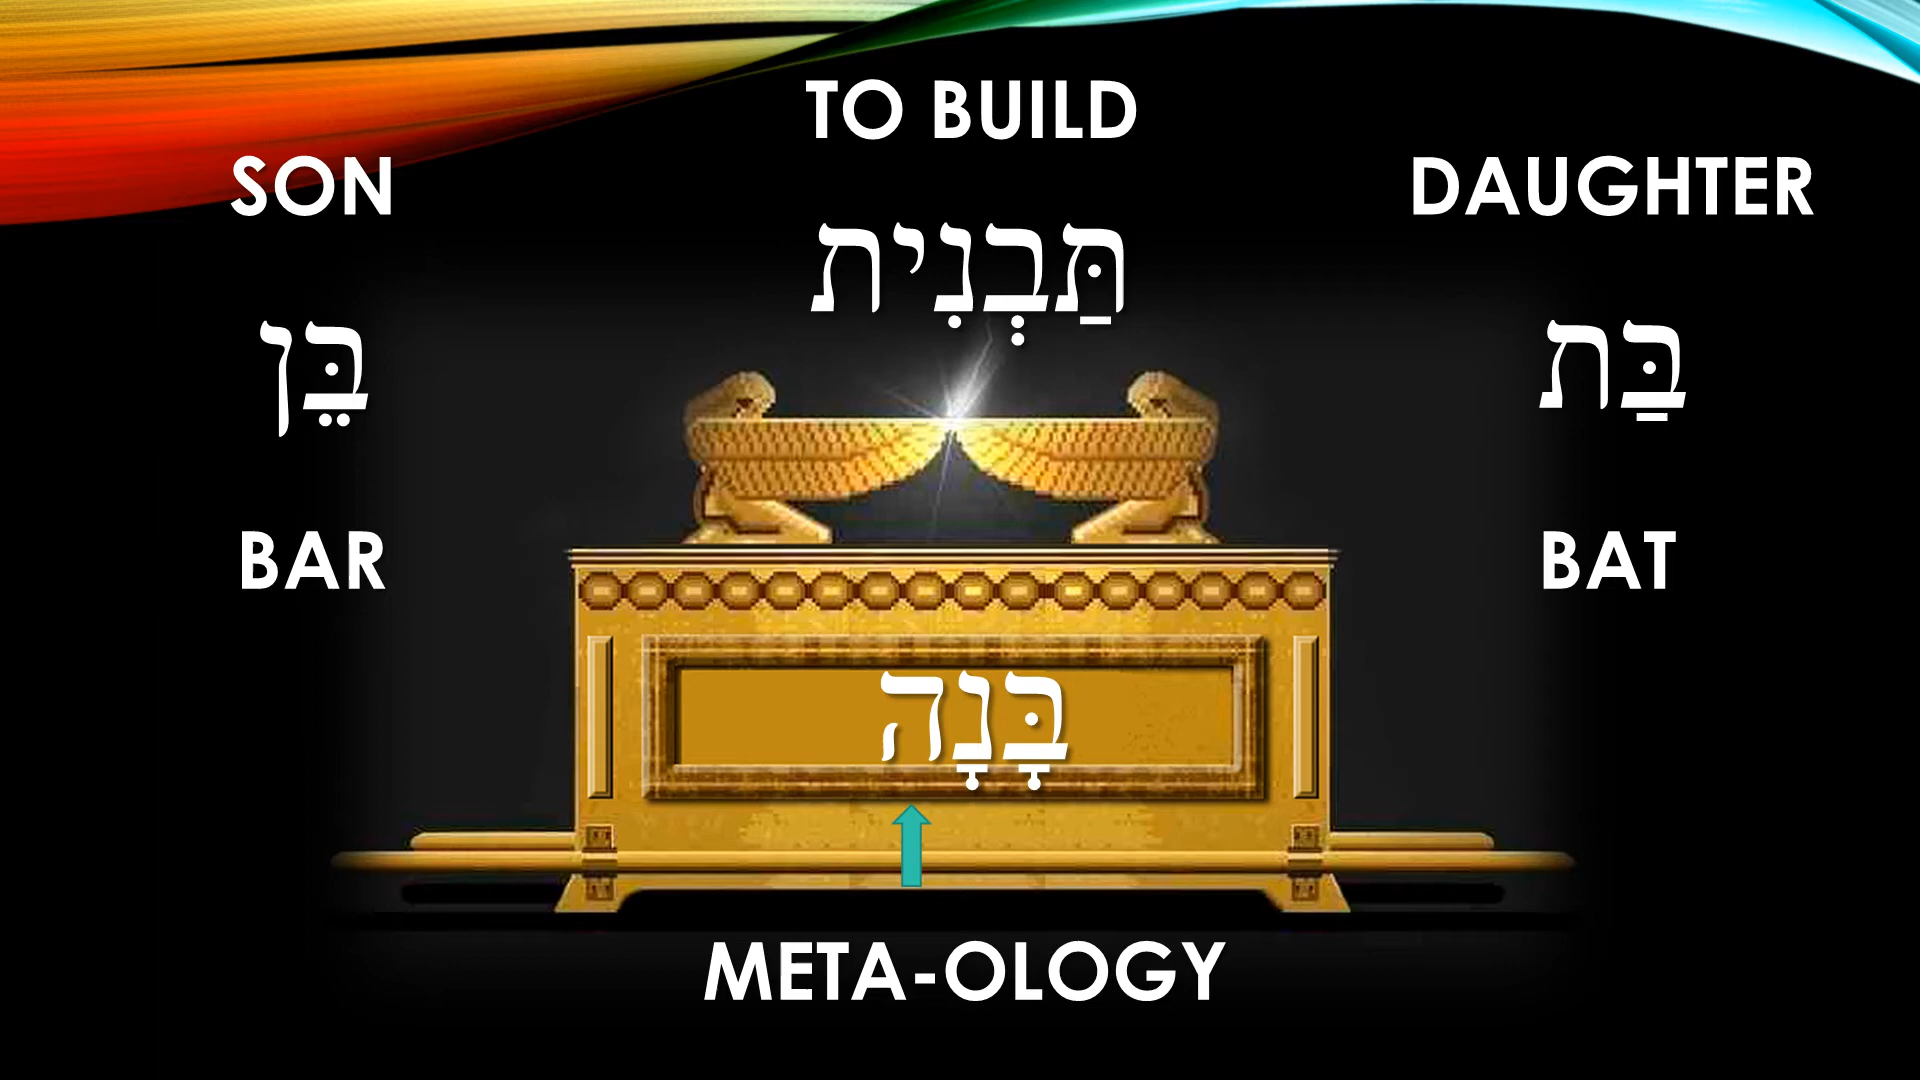 TO BUILD
SON
DAUGHTER
תַּבְנִית
בֵּן
בַּת
BAR
BAT
בָּנָה
META-OLOGY